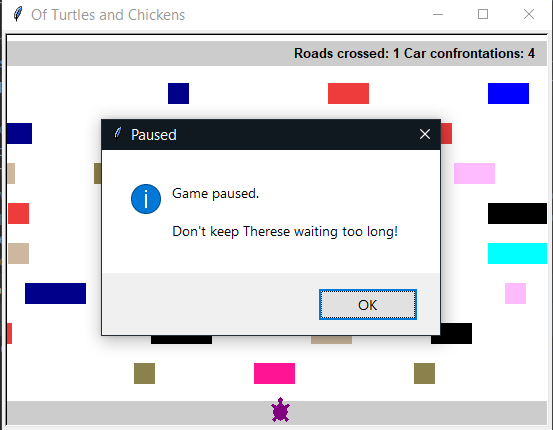 Of Turtles and Chickens
Roads crossed: 1 Car confrontations: 4
Paused
Game paused.
Don't keep Therese waiting too long!
OK